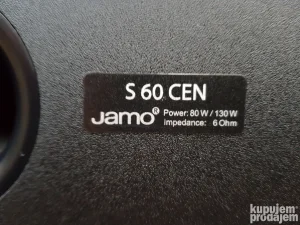 S 60 CEN
JAMO® Power: 80 W / 130 W
Impedance: 6 Ohm
kupujem
prodajem